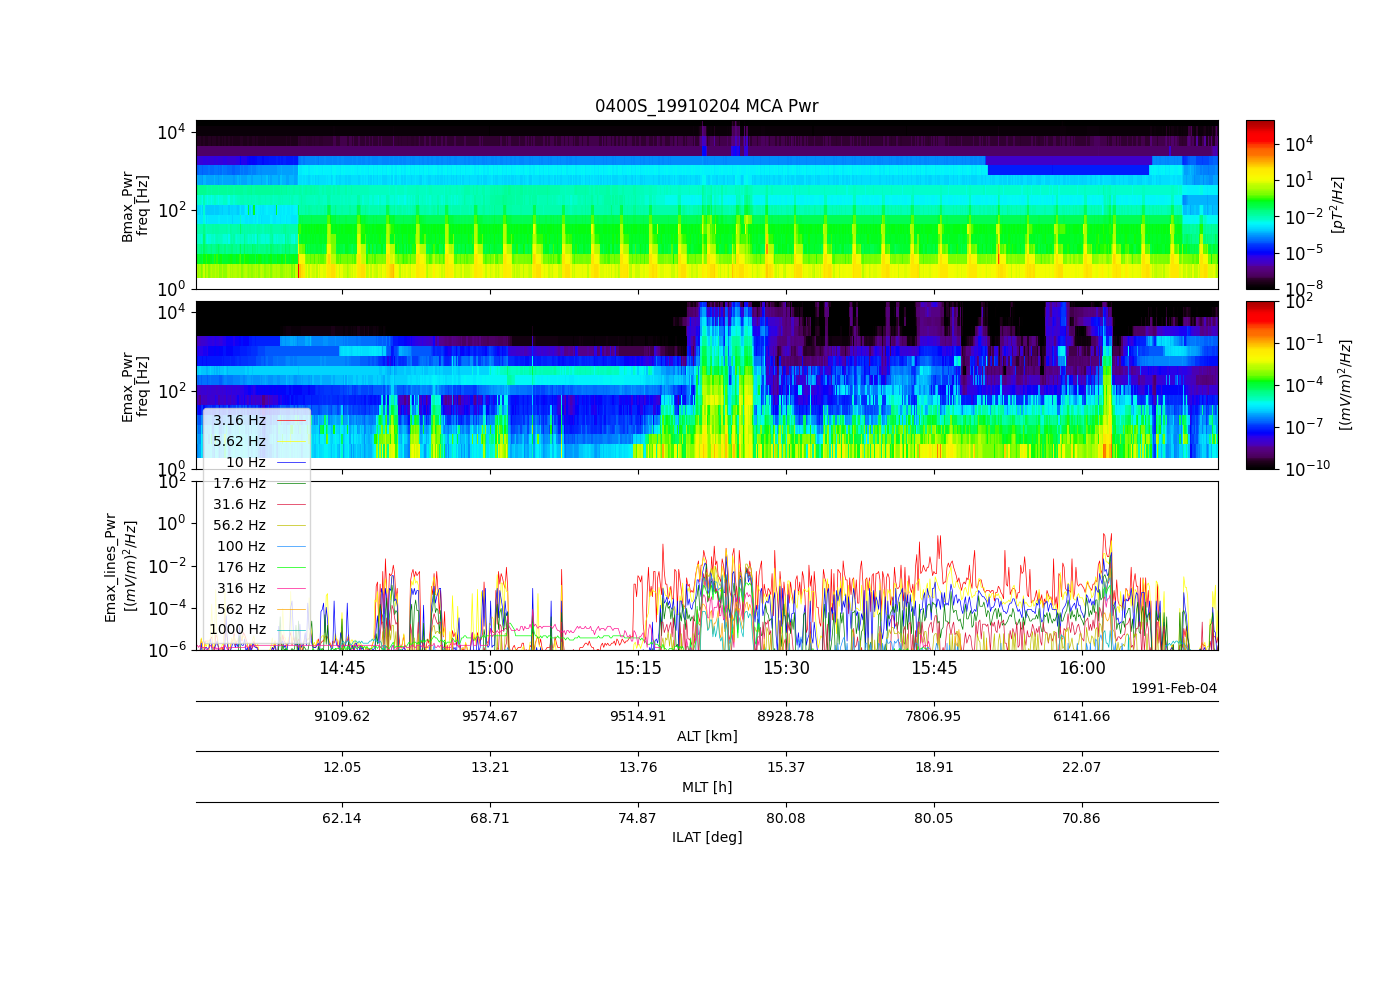 0400S_19910204 MCA Pwr
10^4
10^2
10^0
Bmax_Pwr
freq [Hz]
10^4
10^1
10^-2
10^-5
10^-8
[pT^2/Hz]
10^4
10^2
10^0
Emax_Pwr
freq [Hz]
10^2
10^-1
10^-4
10^-7
10^-10
[(mV/m)^2/Hz]
3.16 Hz
5.62 Hz
10 Hz
17.6 Hz
31.6 Hz
56.2 Hz
100 Hz
176 Hz
316 Hz
562 Hz
1000 Hz
10^2
10^0
10^-2
10^-4
10^-6
Emax_lines_Pwr
[(mV/m)^2/Hz]
14:45 15:00 15:15 15:30 15:45 16:00
1991-Feb-04
9109.62 9574.67 9514.91 8928.78 7806.95 6141.66
ALT [km]
12.05 13.21 13.76 15.37 18.91 22.07
MLT [h]
62.14 68.71 74.87 80.08 80.05 70.86
ILAT [deg]